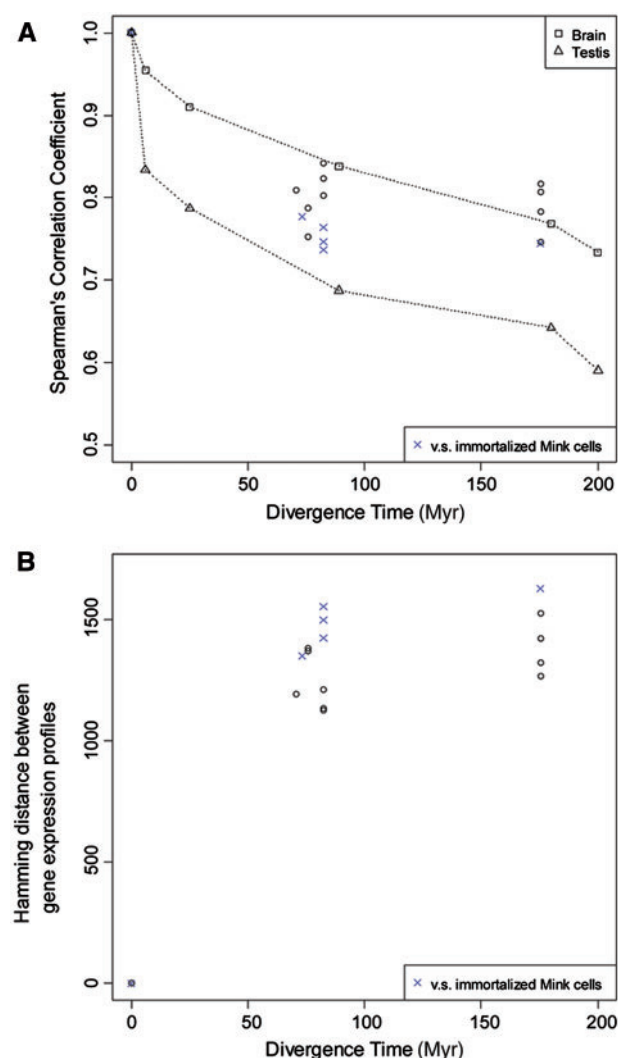 A
Spearman's Correlation Coefficient
1.0
0.9
0.8
0.7
0.6
0.5
Brain
Testis
v.s. immortalized Mink cells
0 50 100 150 200
Divergence Time (Myr)
B
Hamming distance between
gene expression profiles
1500
1000
500
0
v.s. immortalized Mink cells
0 50 100 150 200
Divergence Time (Myr)